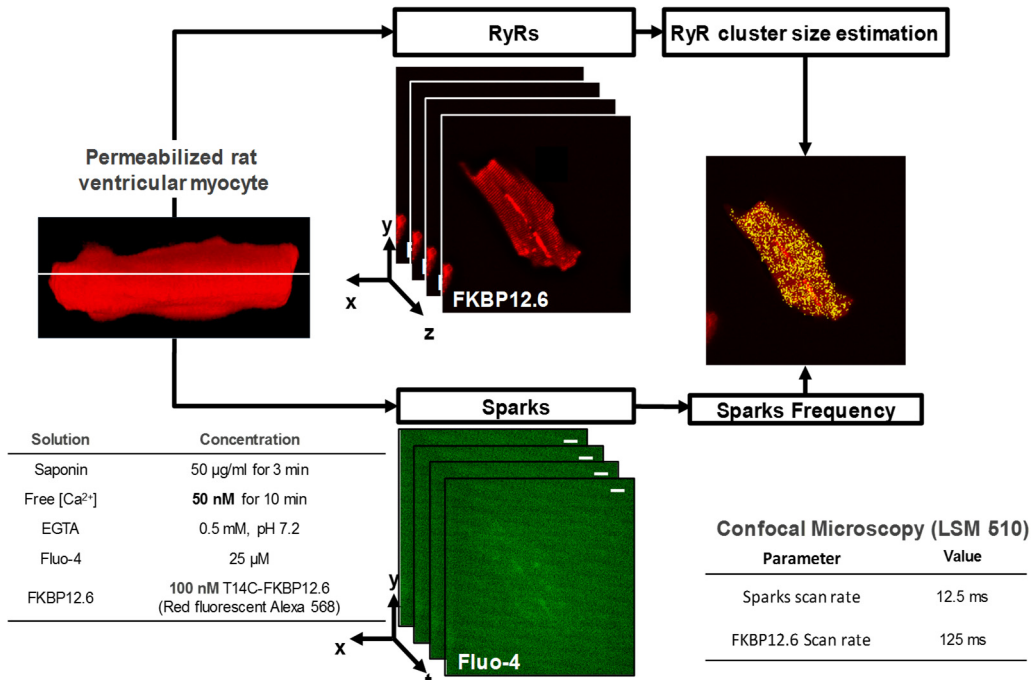 RyRs
RyR cluster size estimation
Permeabilized rat
ventricular myocyte
y
x
z
FKBP12.6
Sparks
Sparks Frequency
Solution Concentration
Saponin 50 µg/ml for 3 min
Free [Ca²⁺] 50 nM for 10 min
EGTA 0.5 mM, pH 7.2
Fluo-4 25 µM
FKBP12.6 100 nM T14C-FKBP12.6
(Red fluorescent Alexa 568)
y
x
t
Fluo-4
Confocal Microscopy (LSM 510)
Parameter Value
Sparks scan rate 12.5 ms
FKBP12.6 Scan rate 125 ms